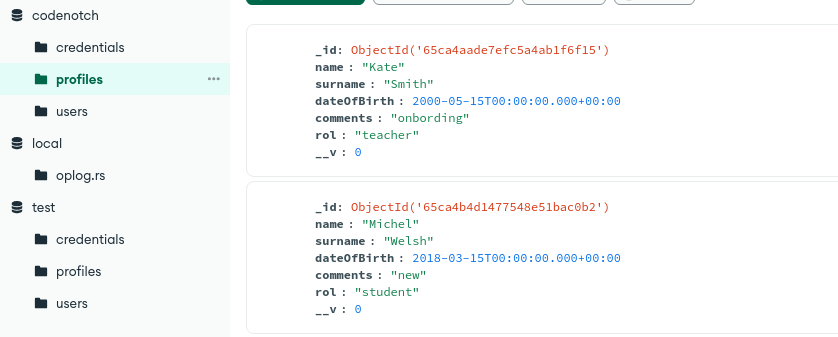 codenotch
credentials
profiles
users
local
oplog.rs
test
credentials
profiles
users
_id: ObjectId('65ca4aade7efc5a4ab1f6f15')
name : "Kate"
surname : "Smith"
dateOfBirth : 2000-05-15T00:00:00.000+00:00
comments : "onbording"
rol : "teacher"
__v : 0
_id: ObjectId('65ca4b4d1477548e51bac0b2')
name : "Michel"
surname : "Welsh"
dateOfBirth : 2018-03-15T00:00:00.000+00:00
comments : "new"
rol : "student"
__v : 0